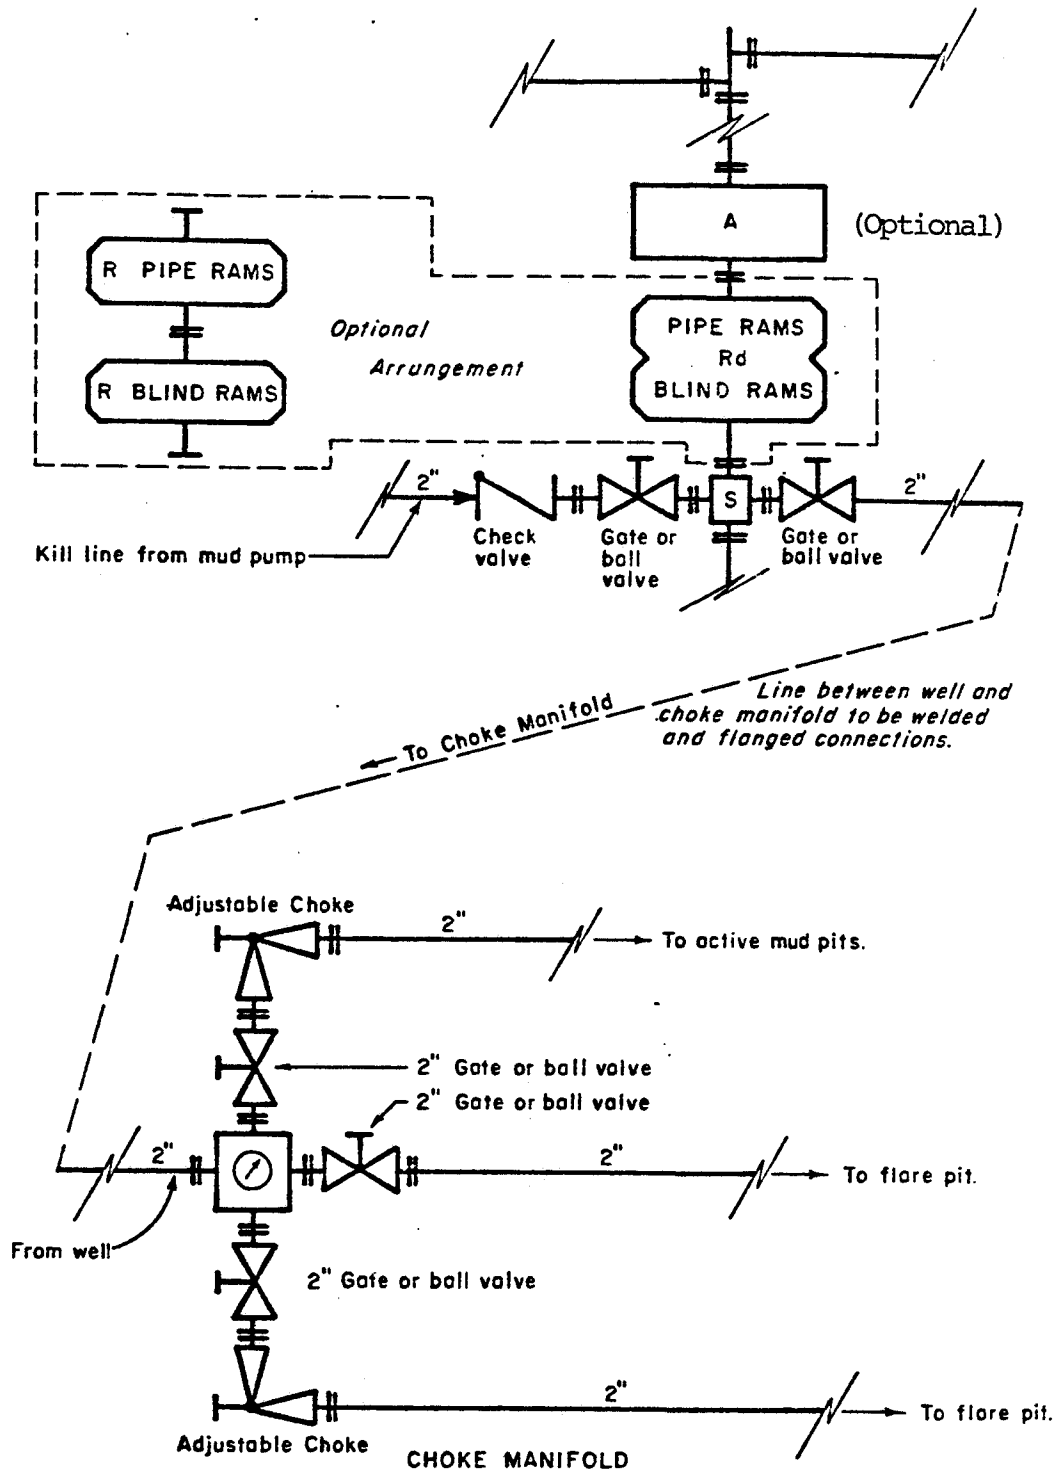 A
(Optional)
R PIPE RAMS
R BLIND RAMS
Optional
Arrungement
PIPE RAMS
Rd
BLIND RAMS
2"
S
2"
Kill line from mud pump
Check
valve
Gate or
ball
valve
Gate or
ball valve
Line between well and
choke manifold to be welded
and flanged connections.
To Choke Manifold
Adjustable Choke
2"
To active mud pits.
2" Gate or ball valve
2" Gate or ball valve
2"
2"
To flare pit.
From well
2" Gate or ball valve
2"
To flare pit.
Adjustable Choke
CHOKE MANIFOLD